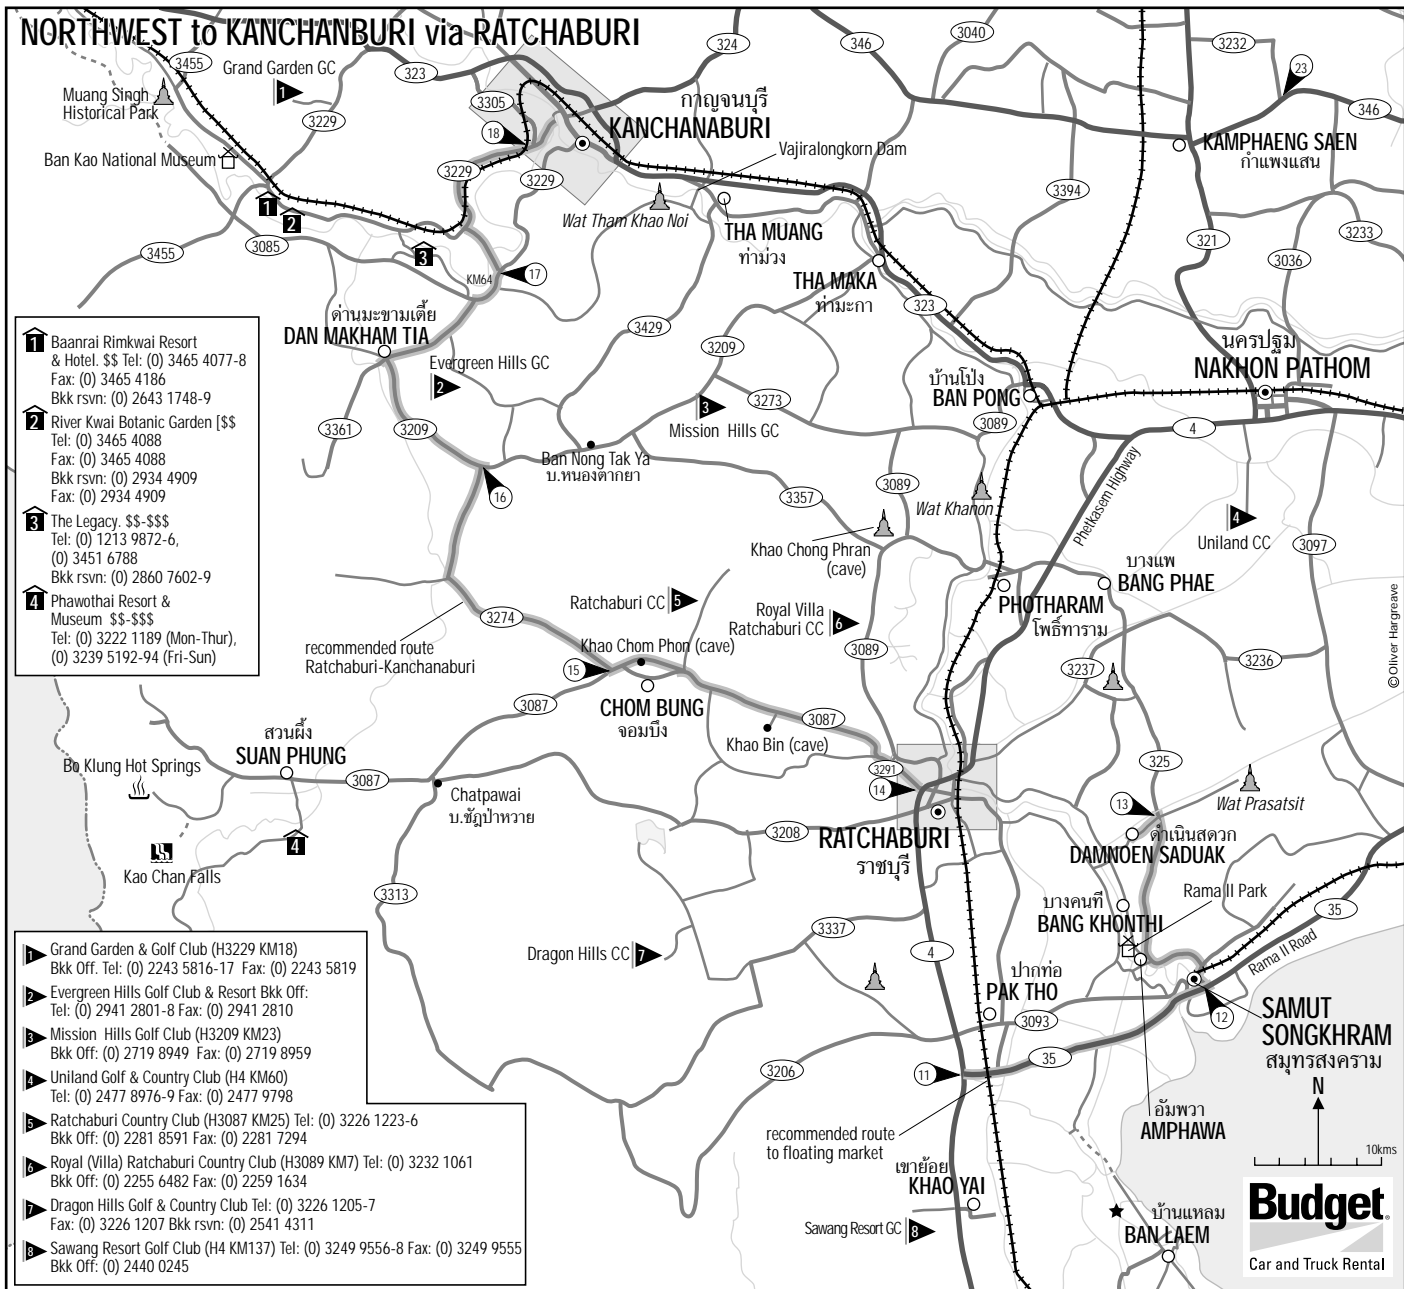 NORTHWEST to KANCHANBURI via RATCHABURI
3455
Grand Garden GC
323
324
346
3040
3232
23
Muang Singh
Historical Park
1
3305
กาญจนบุรี
KANCHANABURI
346
3229
18
Vajiralongkorn Dam
KAMPHAENG SAEN
กำแพงแสน
Ban Kao National Museum
3229
3229
3394
1
2
Wat Tham Khao Noi
THA MUANG
ท่าม่วง
321
3233
3455
3085
3
KM64
17
THA MAKA
ท่ามะกา
3036
323
ด่านมะขามเตี้ย
DAN MAKHAM TIA
3429
3209
นครปฐม
NAKHON PATHOM
Evergreen Hills GC
2
บ้านโป่ง
BAN PONG
1 Baanrai Rimkwai Resort
& Hotel. $$ Tel: (0) 3465 4077-8
Fax: (0) 3465 4186
Bkk rsvn: (0) 2643 1748-9
2 River Kwai Botanic Garden [$$
Tel: (0) 3465 4088
Fax: (0) 3465 4088
Bkk rsvn: (0) 2934 4909
Fax: (0) 2934 4909
3 The Legacy. $$-$$$
Tel: (0) 1213 9872-6,
(0) 3451 6788
Bkk rsvn: (0) 2860 7602-9
4 Phawothai Resort &
Museum $$-$$$
Tel: (0) 3222 1189 (Mon-Thur),
(0) 3239 5192-94 (Fri-Sun)
3
3273
Mission Hills GC
3361
3209
3089
4
Ban Nong Tak Ya
บ.หนองตากยา
16
3357
3089
Wat Khanon
Phetkasem Highway
4
Uniland CC
3097
Khao Chong Phran
(cave)
บางแพ
BANG PHAE
Ratchaburi CC
5
Royal Villa
Ratchaburi CC
6
PHOTHARAM
โพธิ์ทาราม
3274
recommended route
Ratchaburi-Kanchanaburi
Khao Chom Phon (cave)
3089
15
3237
3236
© Oliver Hargreave
3087
CHOM BUNG
จอมบึง
3087
Khao Bin (cave)
สวนผึ้ง
SUAN PHUNG
Bo Klung Hot Springs
3087
3291
325
14
Chatpawai
บ.ชัฎป่าหวาย
13
Wat Prasatsit
3208
RATCHABURI
ราชบุรี
ดำเนินสดวก
DAMNOEN SADUAK
4
Kao Chan Falls
3313
บางคนที
BANG KHONTHI
Rama II Park
35
3337
Rama II Road
Dragon Hills CC
7
4
ปากท่อ
PAK THO
3093
12
SAMUT
SONGKHRAM
สมุทรสงคราม
35
3206
11
N
10kms
อัมพวา
AMPHAWA
recommended route
to floating market
เขาย้อย
KHAO YAI
Sawang Resort GC
8
บ้านแหลม
BAN LAEM
1 Grand Garden & Golf Club (H3229 KM18)
Bkk Off. Tel: (0) 2243 5816-17 Fax: (0) 2243 5819
2 Evergreen Hills Golf Club & Resort Bkk Off:
Tel: (0) 2941 2801-8 Fax: (0) 2941 2810
3 Mission Hills Golf Club (H3209 KM23)
Bkk Off: (0) 2719 8949 Fax: (0) 2719 8959
4 Uniland Golf & Country Club (H4 KM60)
Tel: (0) 2477 8976-9 Fax: (0) 2477 9798
5 Ratchaburi Country Club (H3087 KM25) Tel: (0) 3226 1223-6
Bkk Off: (0) 2281 8591 Fax: (0) 2281 7294
6 Royal (Villa) Ratchaburi Country Club (H3089 KM7) Tel: (0) 3232 1061
Bkk Off: (0) 2255 6482 Fax: (0) 2259 1634
7 Dragon Hills Golf & Country Club Tel: (0) 3226 1205-7
Fax: (0) 3226 1207 Bkk rsvn: (0) 2541 4311
8 Sawang Resort Golf Club (H4 KM137) Tel: (0) 3249 9556-8 Fax: (0) 3249 9555
Bkk Off: (0) 2440 0245
Budget
Car and Truck Rental